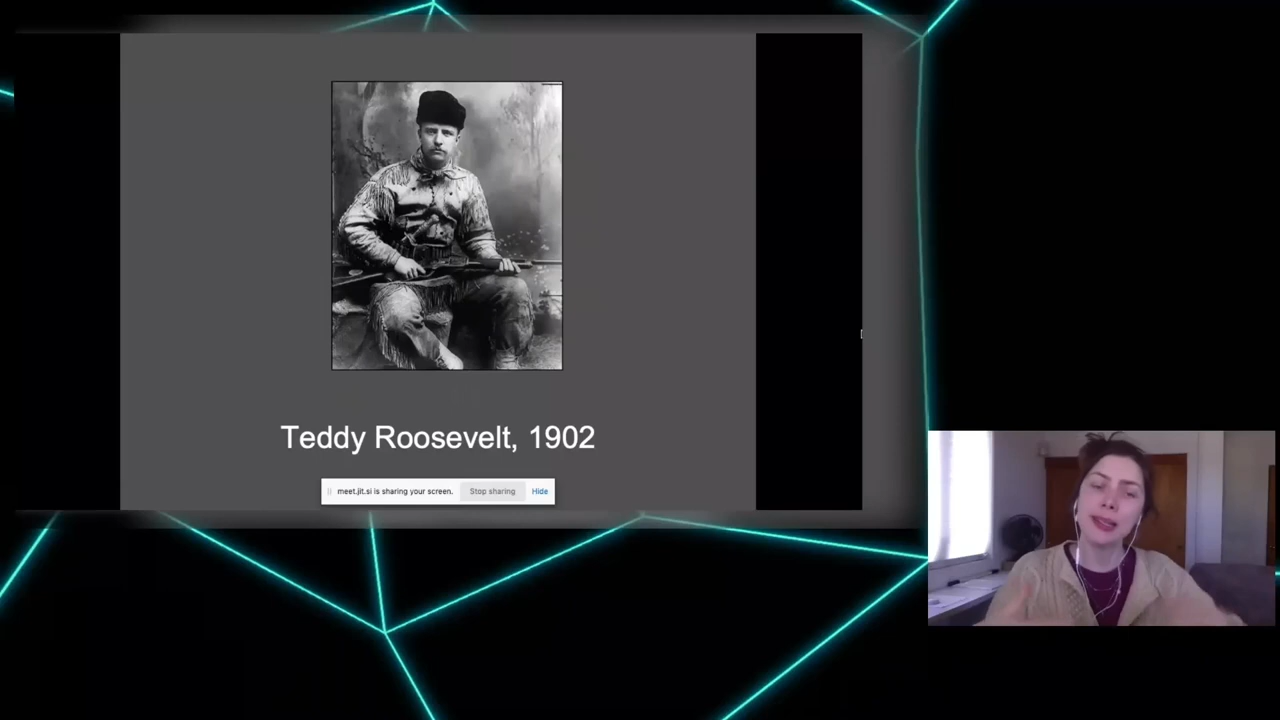 Teddy Roosevelt, 1902
meet.jit.si is sharing your screen. Stop sharing Hide